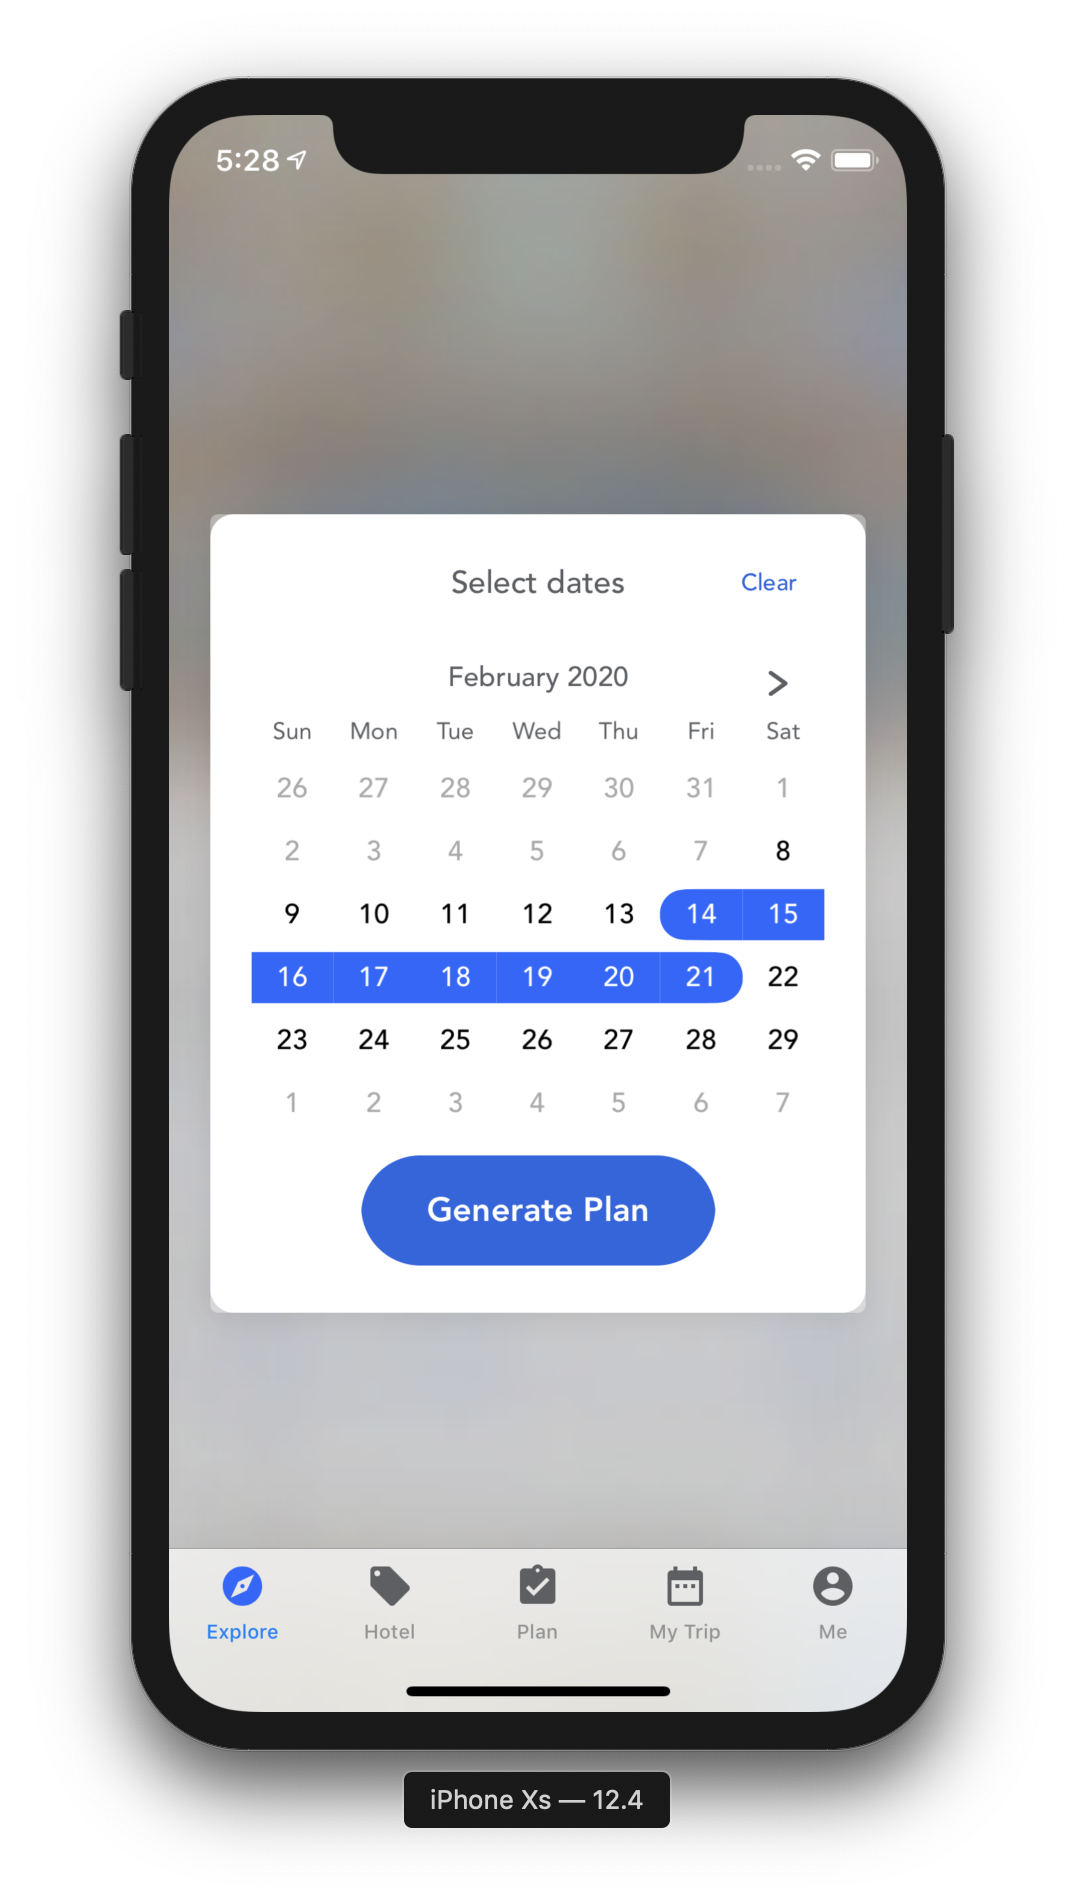 5:28
Select dates Clear
February 2020 >
Sun Mon Tue Wed Thu Fri Sat
26 27 28 29 30 31 1
2 3 4 5 6 7 8
9 10 11 12 13 14 15
16 17 18 19 20 21 22
23 24 25 26 27 28 29
1 2 3 4 5 6 7
Generate Plan
Explore Hotel Plan My Trip Me
iPhone Xs — 12.4